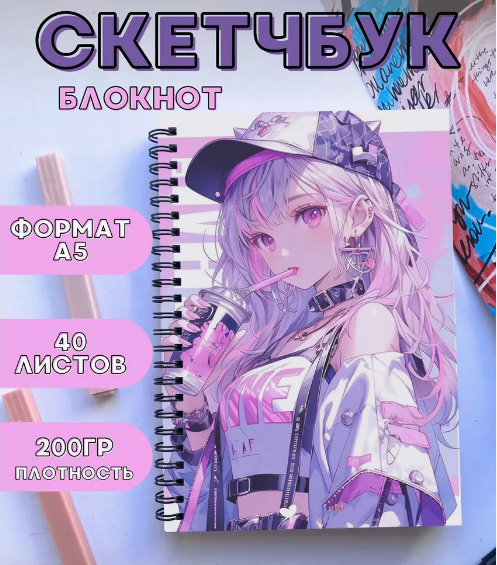 СКЕТЧБУК
БЛОКНОТ
ФОРМАТ
А5
40
ЛИСТОВ
200ГР
ПЛОТНОСТЬ